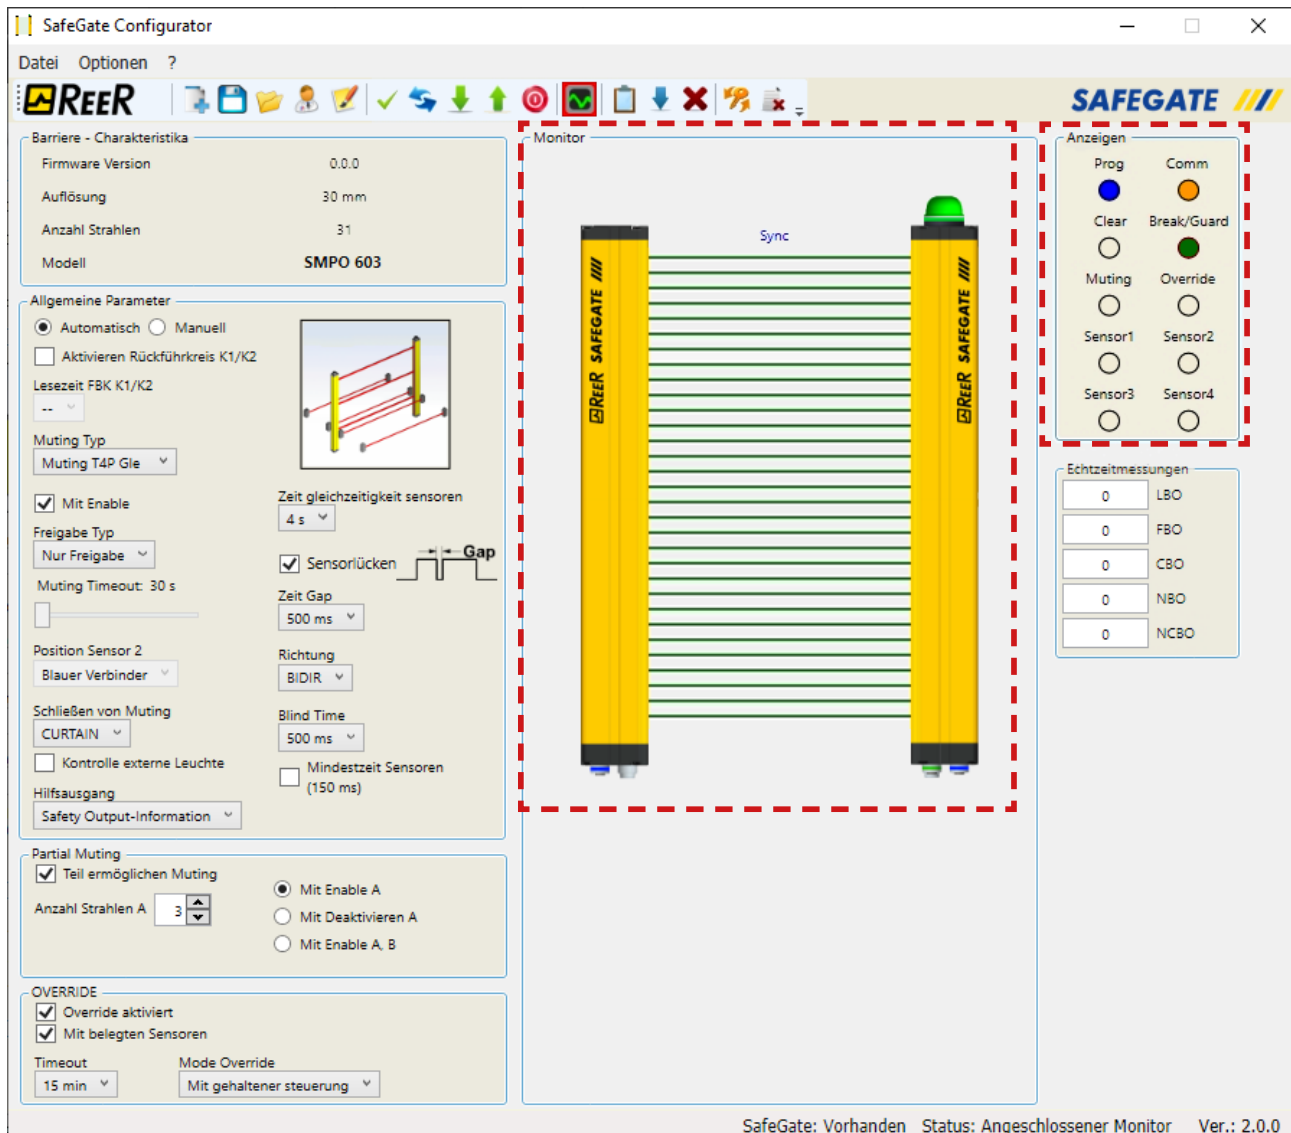 SafeGate Configurator
Datei Optionen ?
REER
SAFEGATE
Barriere - Charakteristika
Firmware Version 0.0.0
Auflösung 30 mm
Anzahl Strahlen 31
Modell SMPO 603
Allgemeine Parameter
Automatisch Manuell
Aktivieren Rückführkreis K1/K2
Lesezeit FBK K1/K2
--
Muting Typ
Muting T4P Gle
Mit Enable
Freigabe Typ
Nur Freigabe
Muting Timeout: 30 s
Position Sensor 2
Blauer Verbinder
Schließen von Muting
CURTAIN
Kontrolle externe Leuchte
Hilfsausgang
Safety Output-Information
Zeit gleichzeitigkeit sensoren
4 s
Sensorlücken
Gap
Zeit Gap
500 ms
Richtung
BIDIR
Blind Time
500 ms
Mindestzeit Sensoren
(150 ms)
Partial Muting
Teil ermöglichen Muting
Anzahl Strahlen A 3
Mit Enable A
Mit Deaktivieren A
Mit Enable A, B
OVERRIDE
Override aktiviert
Mit belegten Sensoren
Timeout Mode Override
15 min Mit gehaltener steuerung
Monitor
Sync
REER SAFEGATE
REER SAFEGATE
Anzeigen
Prog Comm
Clear Break/Guard
Muting Override
Sensor1 Sensor2
Sensor3 Sensor4
Echtzeitmessungen
0 LBO
0 FBO
0 CBO
0 NBO
0 NCBO
SafeGate: Vorhanden Status: Angeschlossener Monitor Ver.: 2.0.0